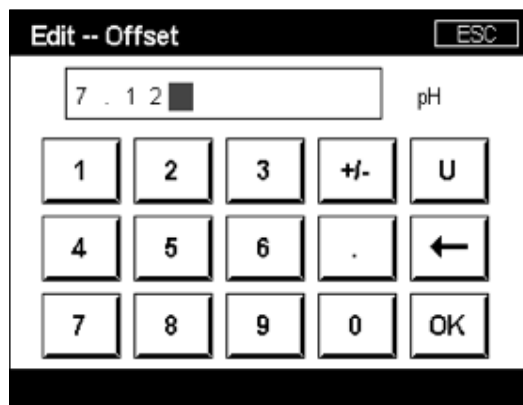 Edit -- Offset ESC
7 . 1 2 pH
1 2 3 +/- U
4 5 6 . ←
7 8 9 0 OK